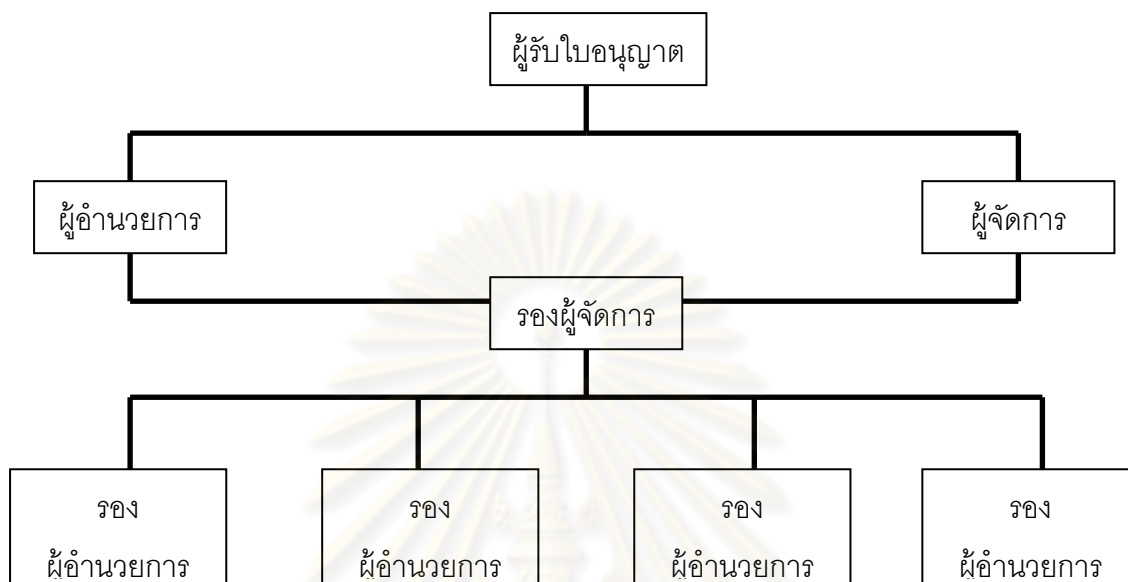 ผู้รับใบอนุญาต
ผู้อำนวยการ
ผู้จัดการ
รองผู้จัดการ
รอง
ผู้อำนวยการ
รอง
ผู้อำนวยการ
รอง
ผู้อำนวยการ
รอง
ผู้อำนวยการ